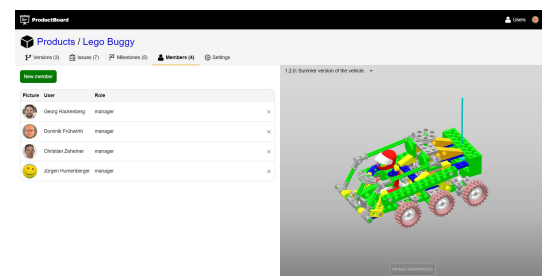 ProductBoard
Users
Products / Lego Buggy
Versions (3) Issues (7) Milestones (5) Members (4) Settings
New member
1.2.0: Summer version of the vehicle.
Picture User Role
Georg Hackenberg manager ×
Dominik Frühwirth manager ×
Christian Zehetner manager ×
Jürgen Humenberger manager ×